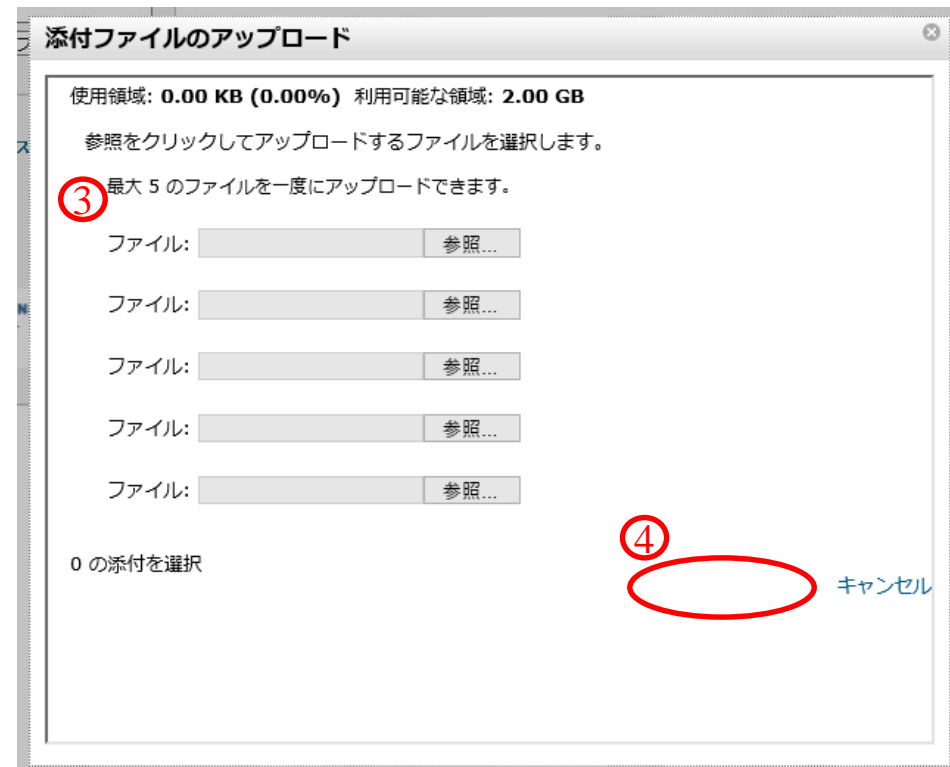 添付ファイルのアップロード
使用領域: 0.00 KB (0.00%) 利用可能な領域: 2.00 GB
参照をクリックしてアップロードするファイルを選択します。
③ 最大 5 のファイルを一度にアップロードできます。
ファイル: 参照...
ファイル: 参照...
ファイル: 参照...
ファイル: 参照...
ファイル: 参照...
④
0 の添付を選択
キャンセル